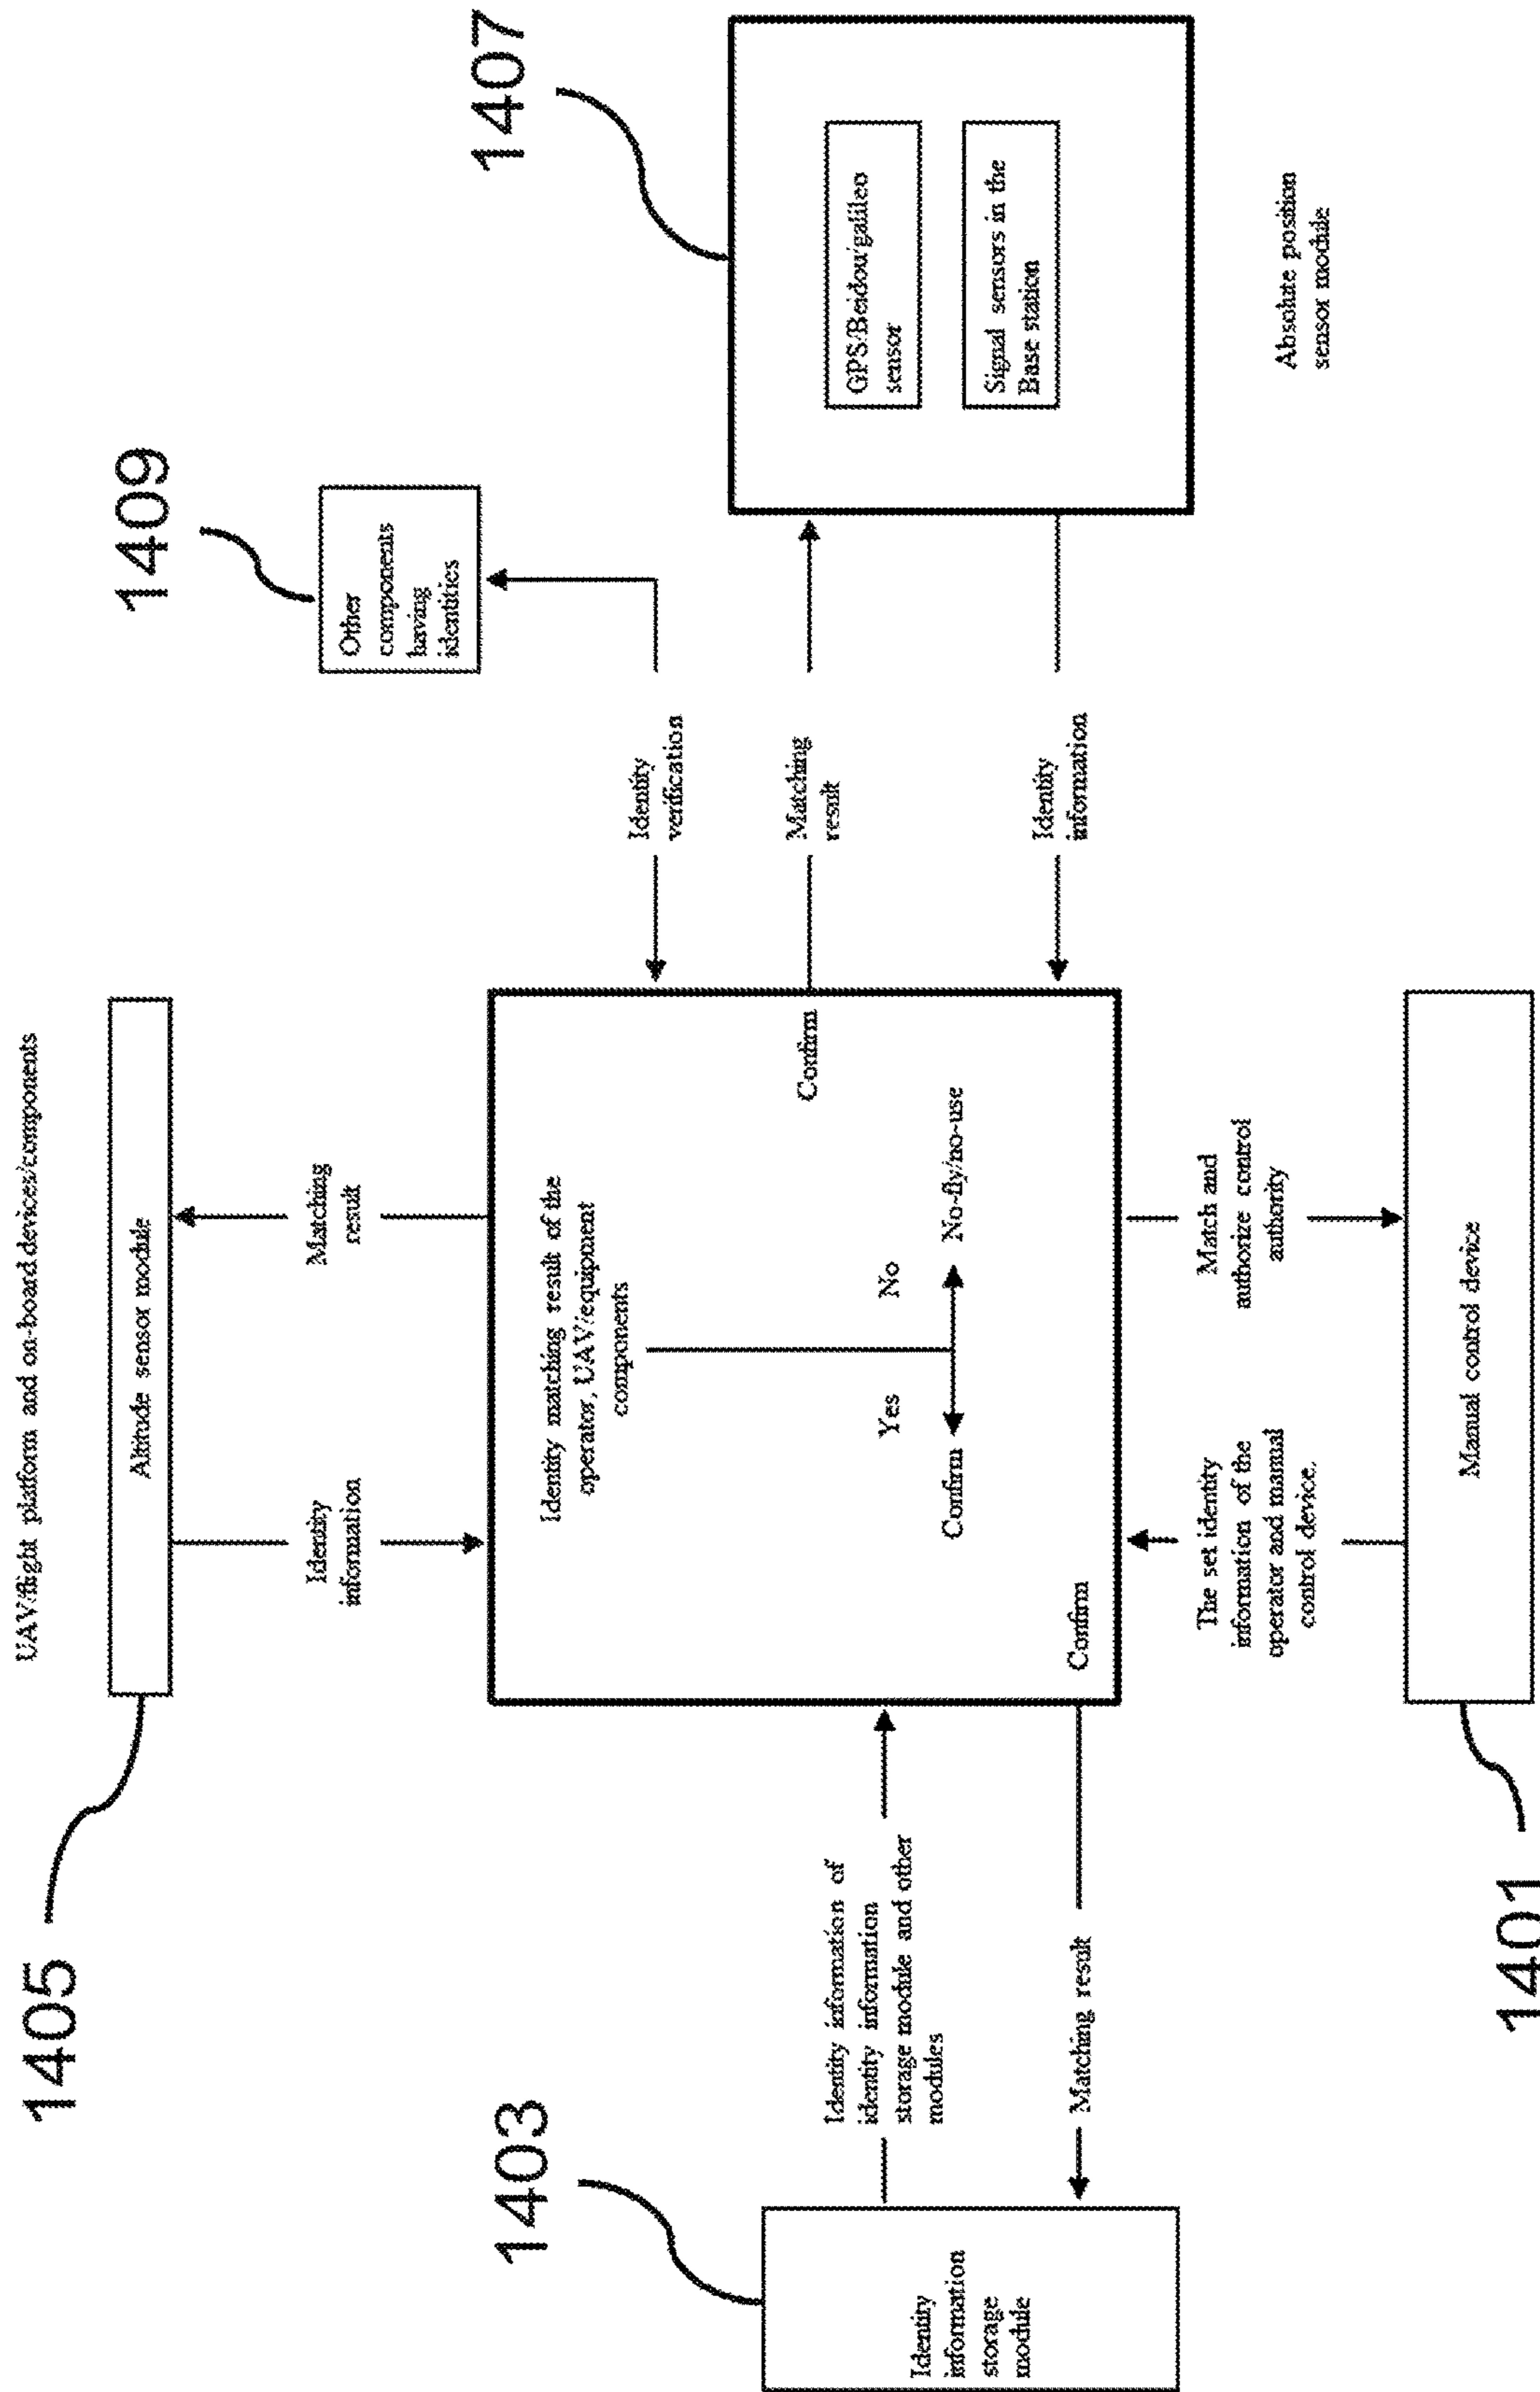 UAV/flight platform and on-board devices/components
1405
Altitude sensor module
Identity
information
Matching
result
1409
Other
components
having
identities
1403
Identity
information
storage
module
Identity information of
identity information
storage module and other
modules
Matching result
Identity matching result of the
operator, UAV/equipment
components
Yes
No
Confirm
No-fly/no-use
Confirm
Confirm
Identity
verification
Matching
result
Identity
information
1407
GPS/Beidou/galileo
sensor
Signal sensors in the
Base station
Absolute position
sensor module
The set identity
information of the
operator and manual
control device.
Match and
authorize control
authority
1401
Manual control device